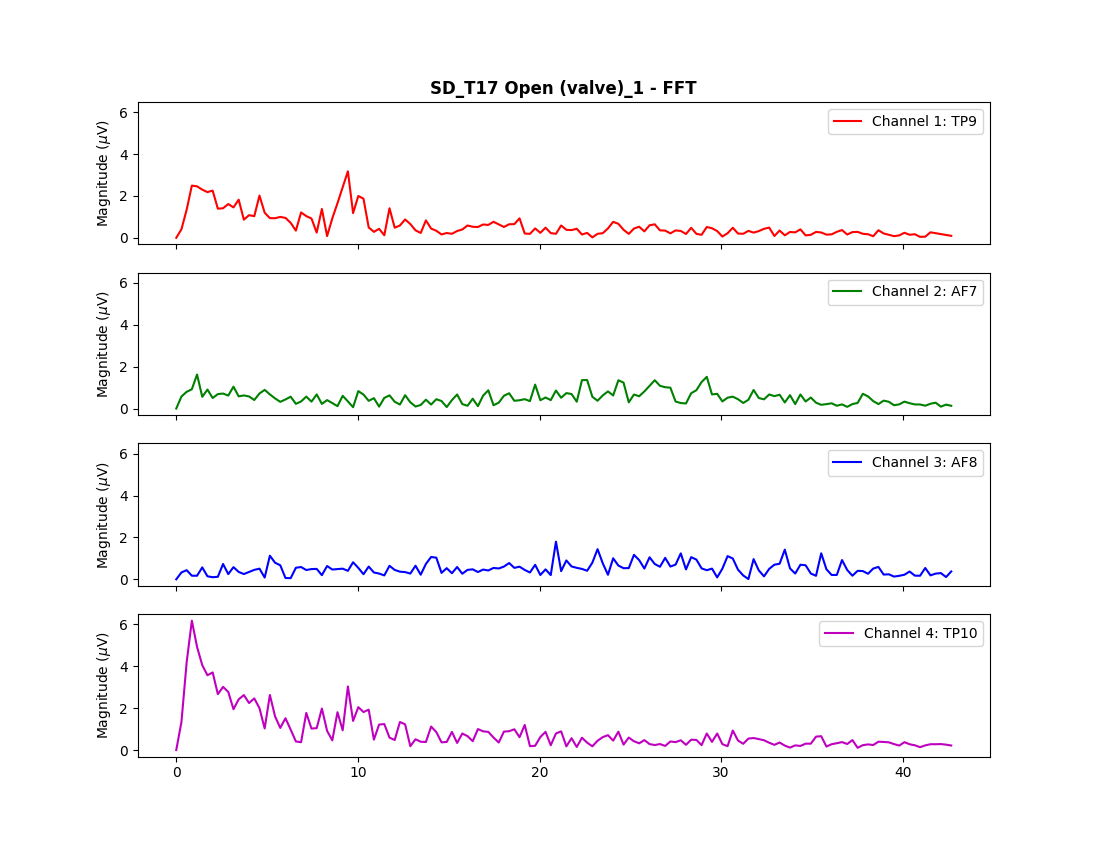 SD_T17 Open (valve)_1 - FFT
6
4
2
0
Magnitude (μV)
Channel 1: TP9
6
4
2
0
Magnitude (μV)
Channel 2: AF7
6
4
2
0
Magnitude (μV)
Channel 3: AF8
6
4
2
0
Magnitude (μV)
Channel 4: TP10
0 10 20 30 40